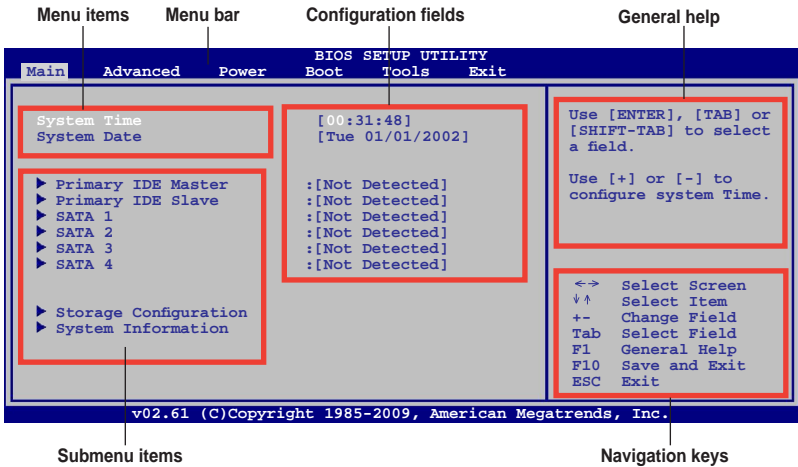 Menu items Menu bar Configuration fields General help
BIOS SETUP UTILITY
Main Advanced Power Boot Tools Exit
System Time [00:31:48]
System Date [Tue 01/01/2002]
Primary IDE Master :[Not Detected]
Primary IDE Slave :[Not Detected]
SATA 1 :[Not Detected]
SATA 2 :[Not Detected]
SATA 3 :[Not Detected]
SATA 4 :[Not Detected]
Storage Configuration
System Information
Use [ENTER], [TAB] or
[SHIFT-TAB] to select
a field.
Use [+] or [-] to
configure system Time.
←→ Select Screen
↓↑ Select Item
+- Change Field
Tab Select Field
F1 General Help
F10 Save and Exit
ESC Exit
v02.61 (C)Copyright 1985-2009, American Megatrends, Inc.
Submenu items Navigation keys